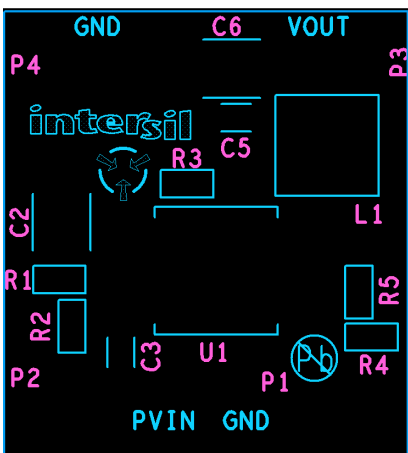 GND C6 VOUT
P4 P3
intersil
R3 C5
C2 L1
R1 R5
R2 C3 U1 Pb R4
P2 P1
PVIN GND